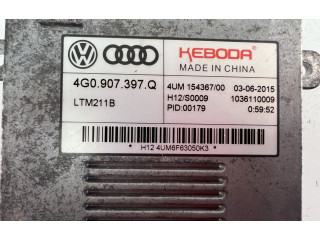 KEBODA
MADE IN CHINA
4G0.907.397.Q
LTM211B
4UM 154367/00 03-06-2015
H12/S0009 1036110009
PID:00179 0:59:52
H12 4UM6F63050K3